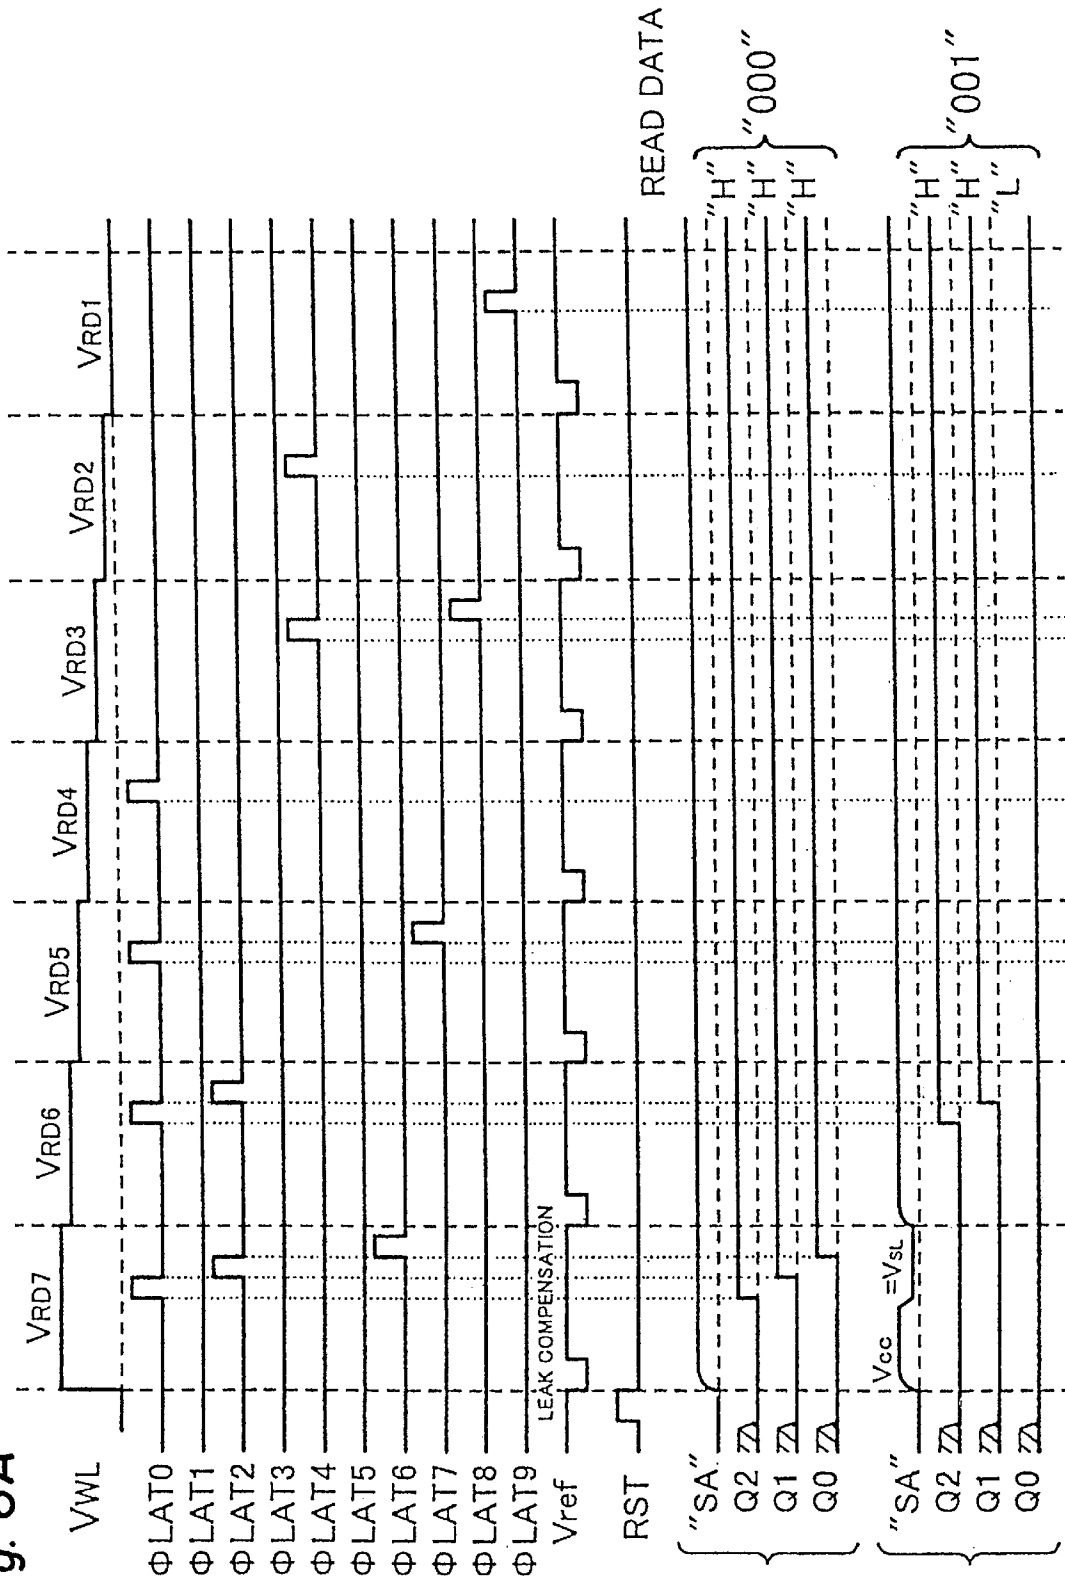 g. 8A
VWL
VRD7
VRD6
VRD5
VRD4
VRD3
VRD2
VRD1
ΦLAT0
ΦLAT1
ΦLAT2
ΦLAT3
ΦLAT4
ΦLAT5
ΦLAT6
ΦLAT7
ΦLAT8
ΦLAT9
LEAK COMPENSATION
Vref
RST
READ DATA
"SA"
Q2 "H"
Q1 "H"
Q0 "H"
"000"
Vcc =VSL
"SA"
Q2 "H"
Q1 "H"
Q0 "L"
"001"